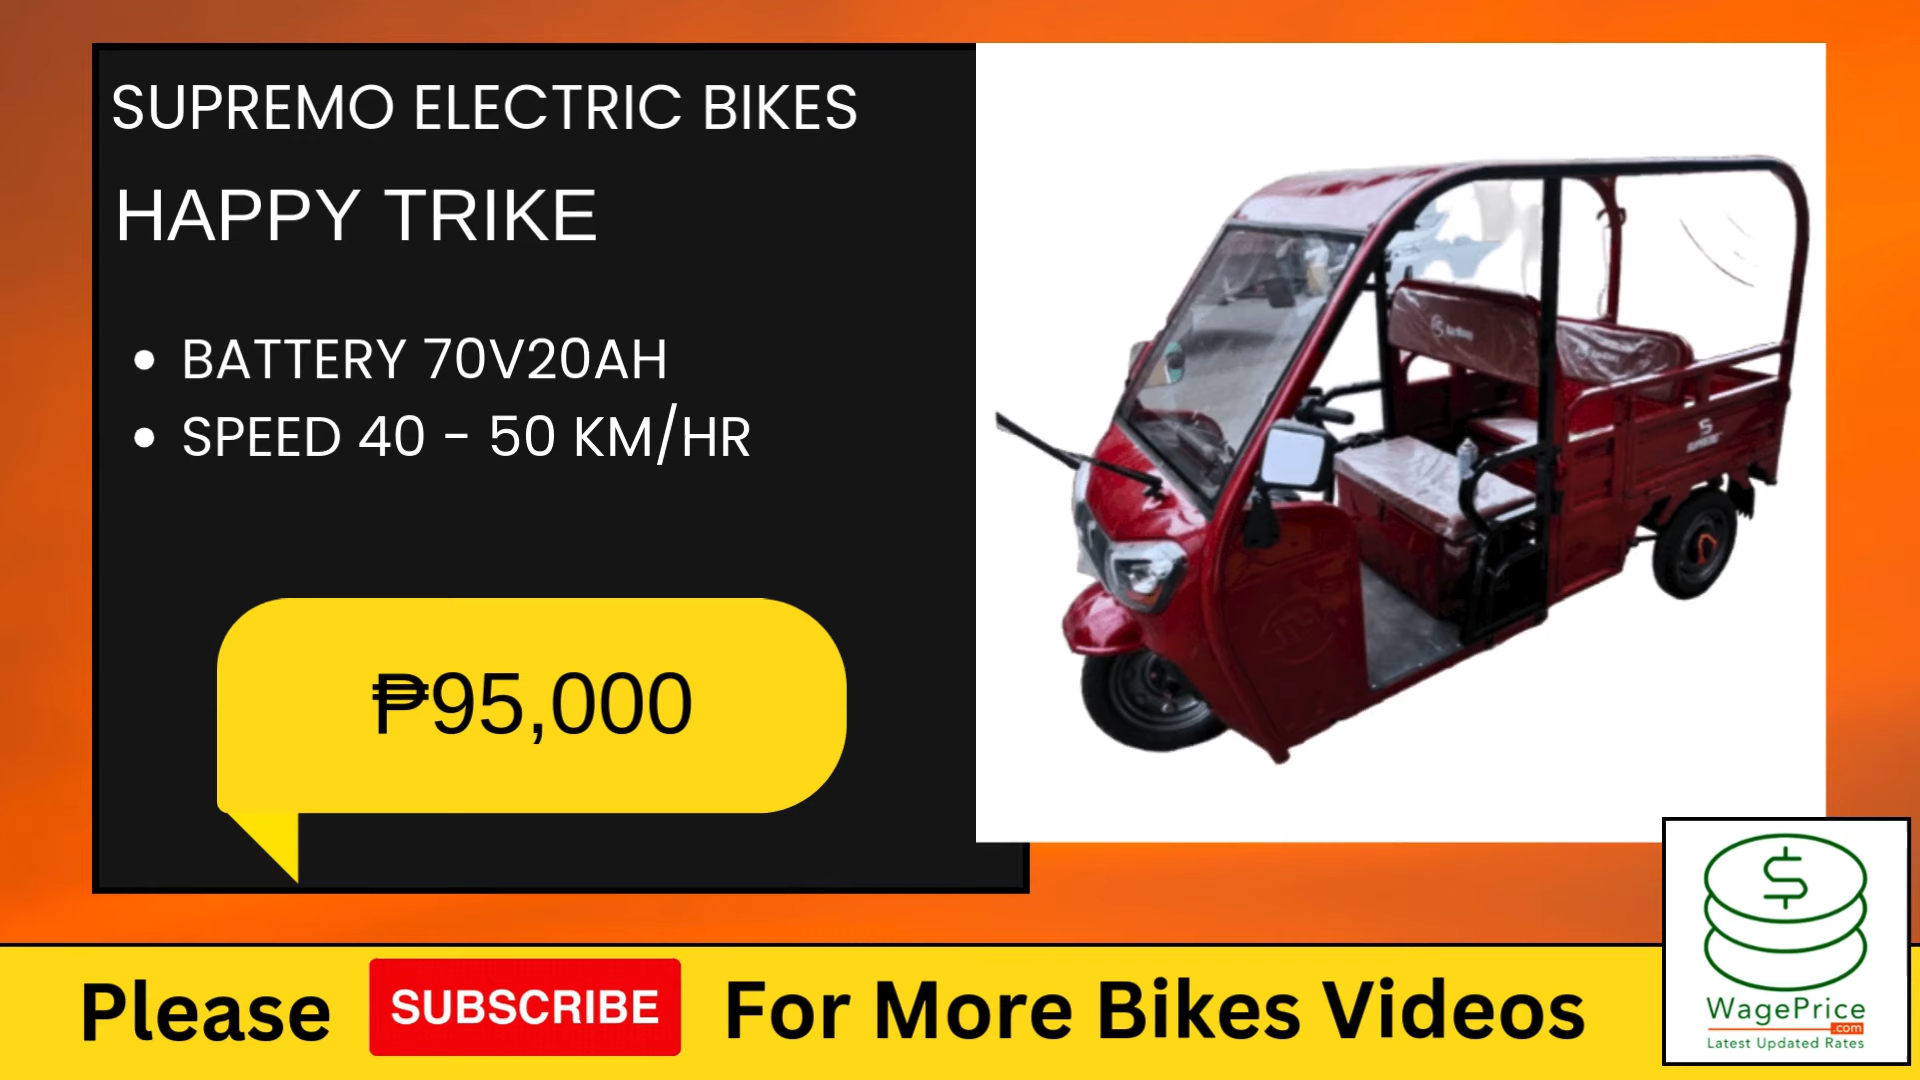 SUPREMO ELECTRIC BIKES
HAPPY TRIKE
BATTERY 70V20AH
SPEED 40 - 50 KM/HR
₱95,000
Please SUBSCRIBE For More Bikes Videos
WagePrice
.com
Latest Updated Rates